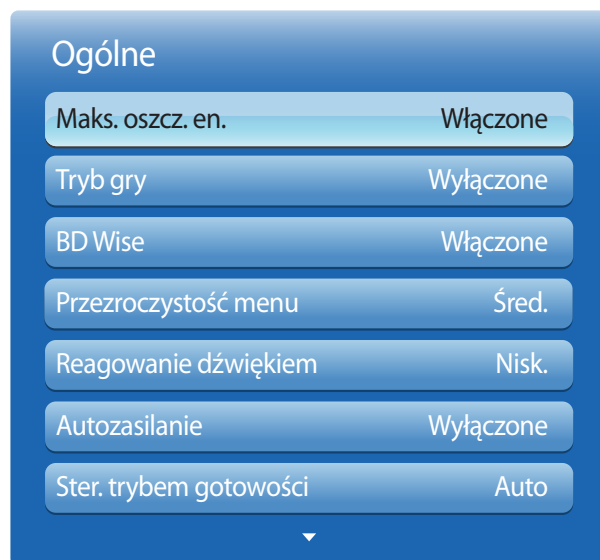 Ogólne
Maks. oszcz. en. Włączone
Tryb gry Wyłączone
BD Wise Włączone
Przezroczystość menu Śred.
Reagowanie dźwiękiem Nisk.
Autozasilanie Wyłączone
Ster. trybem gotowości Auto